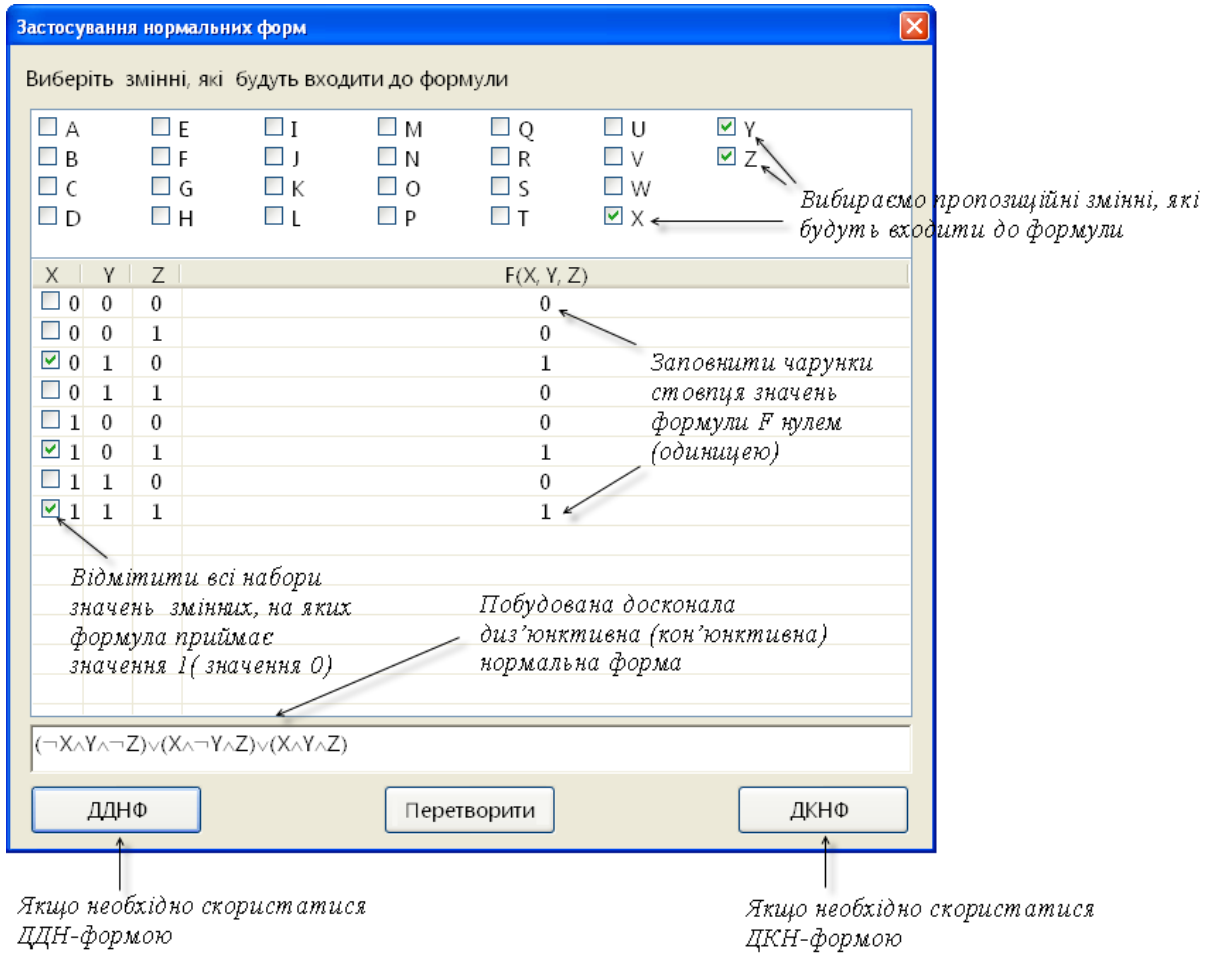 Застосування нормальних форм
Виберіть змінні, які будуть входити до формули
A E I M Q U Y
B F J N R V Z
C G K O S W
D H L P T X
Вибираємо пропозиційні змінні, які
будуть входити до формули
X Y Z F(X, Y, Z)
0 0 0 0
0 0 1 0
0 1 0 1
0 1 1 0
1 0 0 0
1 0 1 1
1 1 0 0
1 1 1 1
Заповнити чарунки
стовпця значень
формули F нулем
(одиницею)
Відмітити всі набори
значень змінних, на яких
формула приймає
значення 1( значення 0)
Побудована досконала
диз’юнктивна (кон’юнктивна)
нормальна форма
(¬X∧Y∧¬Z)∨(X∧¬Y∧Z)∨(X∧Y∧Z)
ДДНФ Перетворити ДКНФ
Якщо необхідно скористатися
ДДН-формою
Якщо необхідно скористатися
ДКН-формою